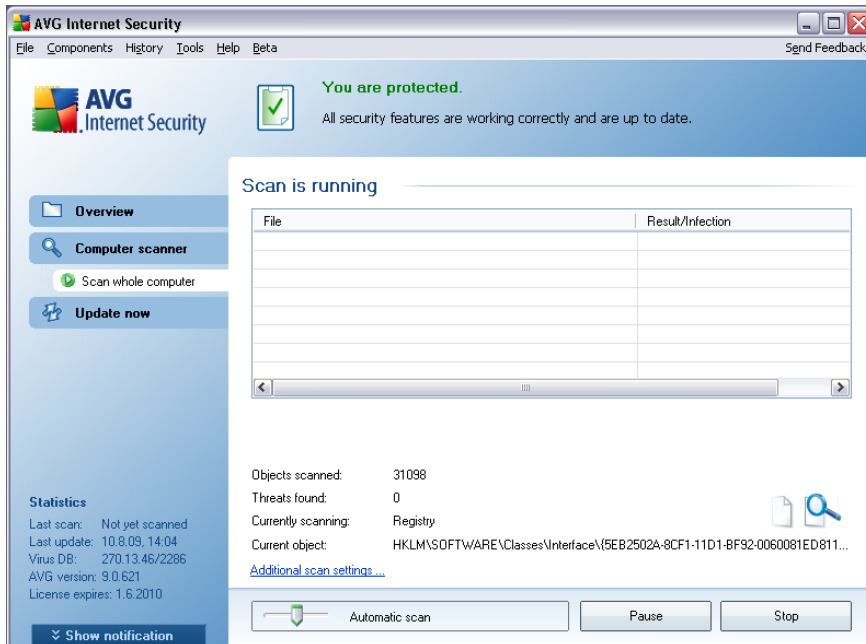 AVG Internet Security
File Components History Tools Help Beta Send Feedback
AVG
Internet Security
You are protected.
All security features are working correctly and are up to date.
Overview
Computer scanner
Scan whole computer
Update now
Scan is running
File Result/Infection
Objects scanned: 31098
Threats found: 0
Currently scanning: Registry
Current object: HKLM\SOFTWARE\Classes\Interface\{5EB2502A-8CF1-11D1-BF92-0060081ED811...
Additional scan settings ...
Statistics
Last scan: Not yet scanned
Last update: 10.8.09, 14:04
Virus DB: 270.13.46/2286
AVG version: 9.0.621
License expires: 1.6.2010
Show notification
Automatic scan Pause Stop